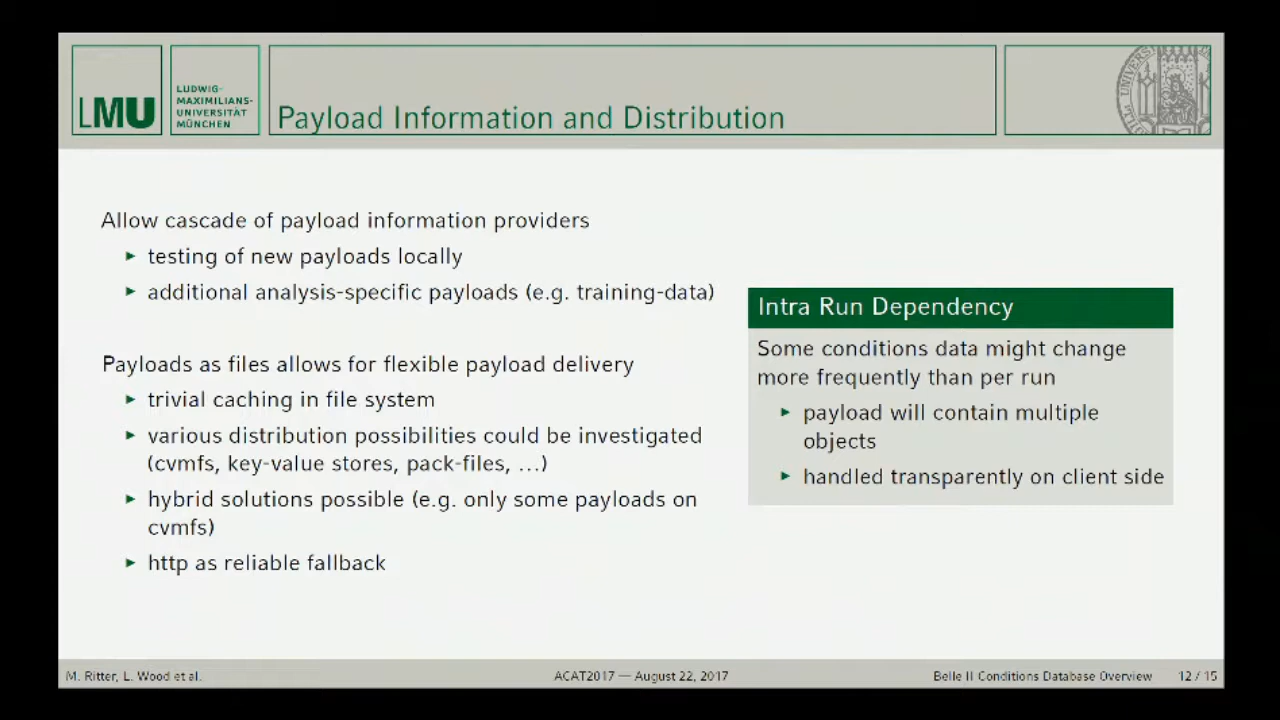 LMU
LUDWIG-
MAXIMILIANS-
UNIVERSITÄT
MÜNCHEN
Payload Information and Distribution
Allow cascade of payload information providers
▸ testing of new payloads locally
▸ additional analysis-specific payloads (e.g. training-data)
Payloads as files allows for flexible payload delivery
▸ trivial caching in file system
▸ various distribution possibilities could be investigated
(cvmfs, key-value stores, pack-files, …)
▸ hybrid solutions possible (e.g. only some payloads on
cvmfs)
▸ http as reliable fallback
Intra Run Dependency
Some conditions data might change
more frequently than per run
▸ payload will contain multiple
objects
▸ handled transparently on client side
M. Ritter, L. Wood et al.
ACAT2017 — August 22, 2017
Belle II Conditions Database Overview
12 / 15